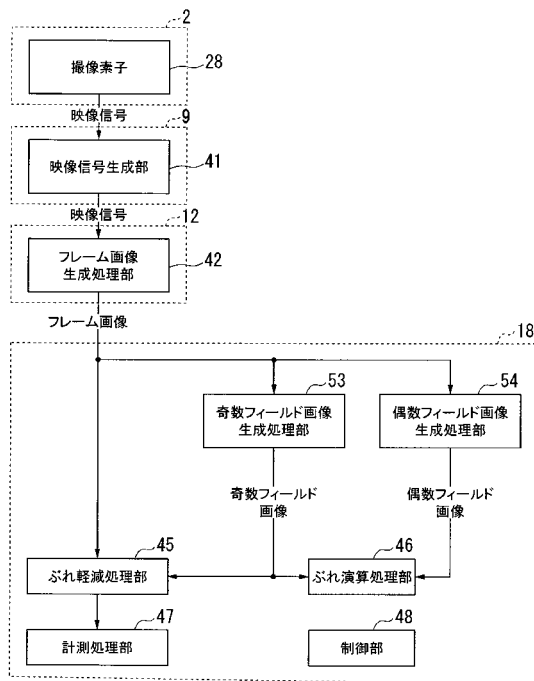 2
撮像素子
28
映像信号
9
映像信号生成部
41
映像信号
12
フレーム画像
生成処理部
42
フレーム画像
18
53
54
奇数フィールド画像
生成処理部
偶数フィールド画像
生成処理部
奇数フィールド
画像
偶数フィールド
画像
45
46
ぶれ軽減処理部
ぶれ演算処理部
47
48
計測処理部
制御部